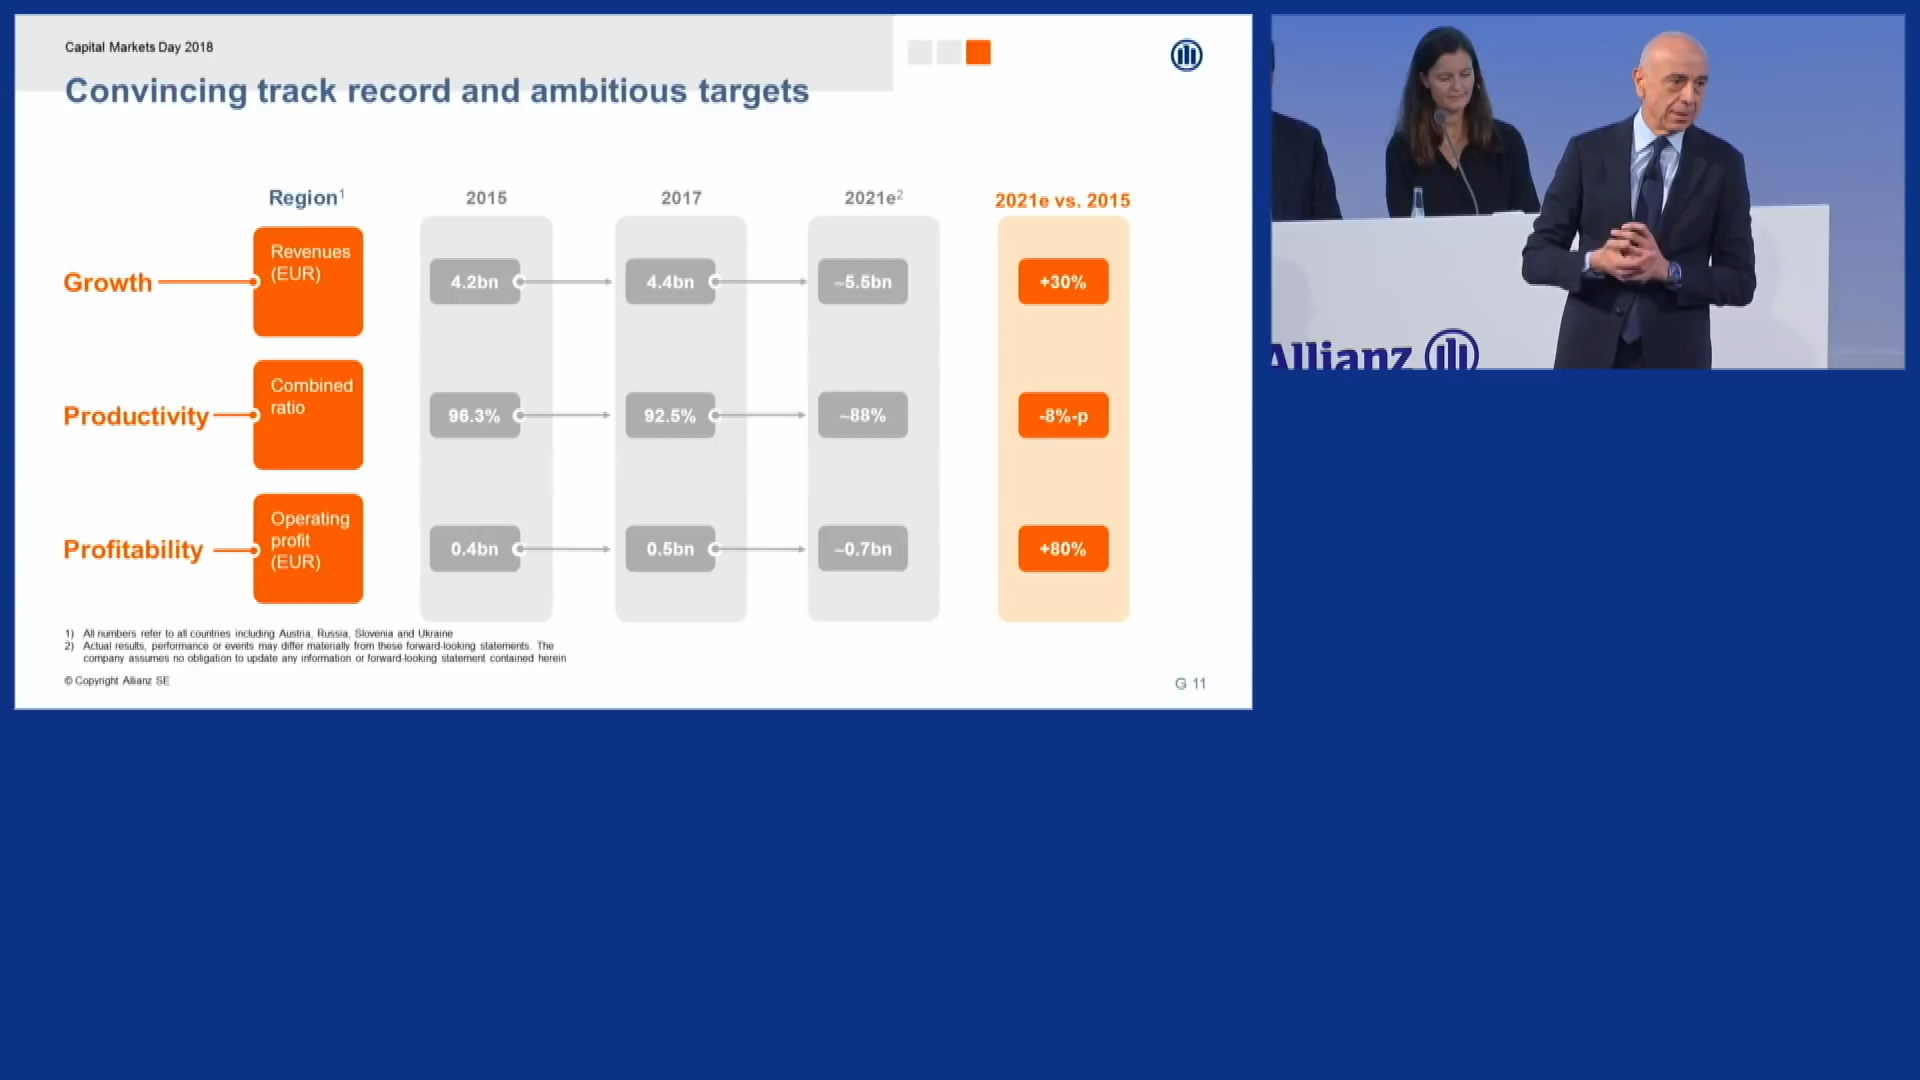 Capital Markets Day 2018
Convincing track record and ambitious targets
Region1 2015 2017 2021e2 2021e vs. 2015
Growth Revenues (EUR) 4.2bn 4.4bn ~5.5bn +30%
Productivity Combined ratio 96.3% 92.5% ~88% -8%-p
Profitability Operating profit (EUR) 0.4bn 0.5bn ~0.7bn +80%
1) All numbers refer to all countries including Austria, Russia, Slovenia and Ukraine
2) Actual results, performance or events may differ materially from these forward-looking statements. The
company assumes no obligation to update any information or forward-looking statement contained herein
© Copyright Allianz SE
G 11
Allianz